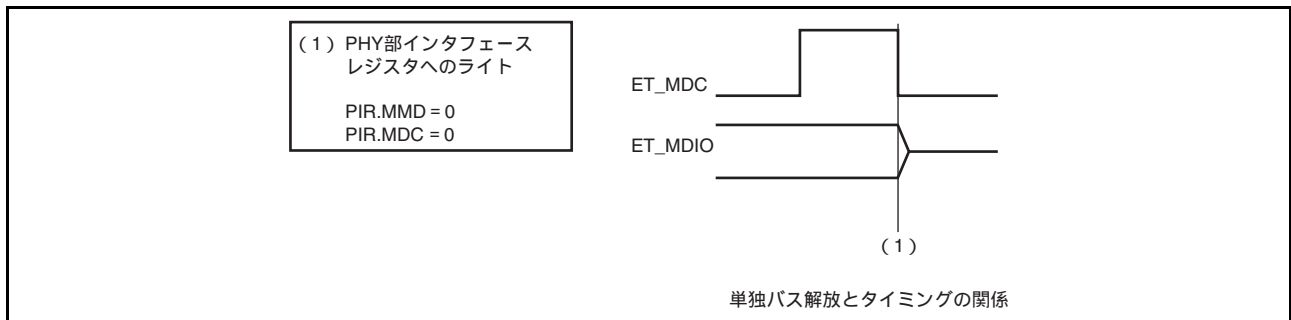 (1) PHY部インタフェース
レジスタへのライト
PIR.MMD = 0
PIR.MDC = 0
ET_MDC
ET_MDIO
(1)
単独バス解放とタイミングの関係